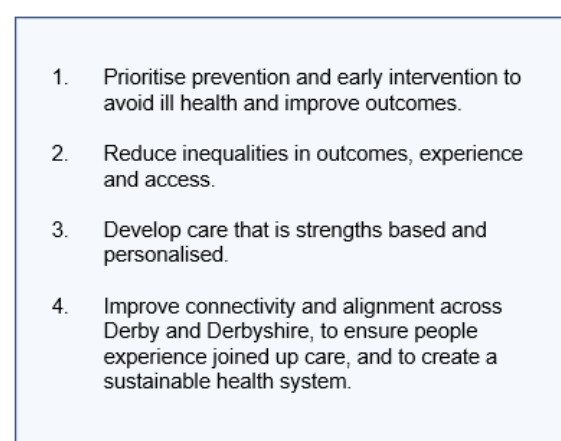 1. Prioritise prevention and early intervention to
avoid ill health and improve outcomes.
2. Reduce inequalities in outcomes, experience
and access.
3. Develop care that is strengths based and
personalised.
4. Improve connectivity and alignment across
Derby and Derbyshire, to ensure people
experience joined up care, and to create a
sustainable health system.